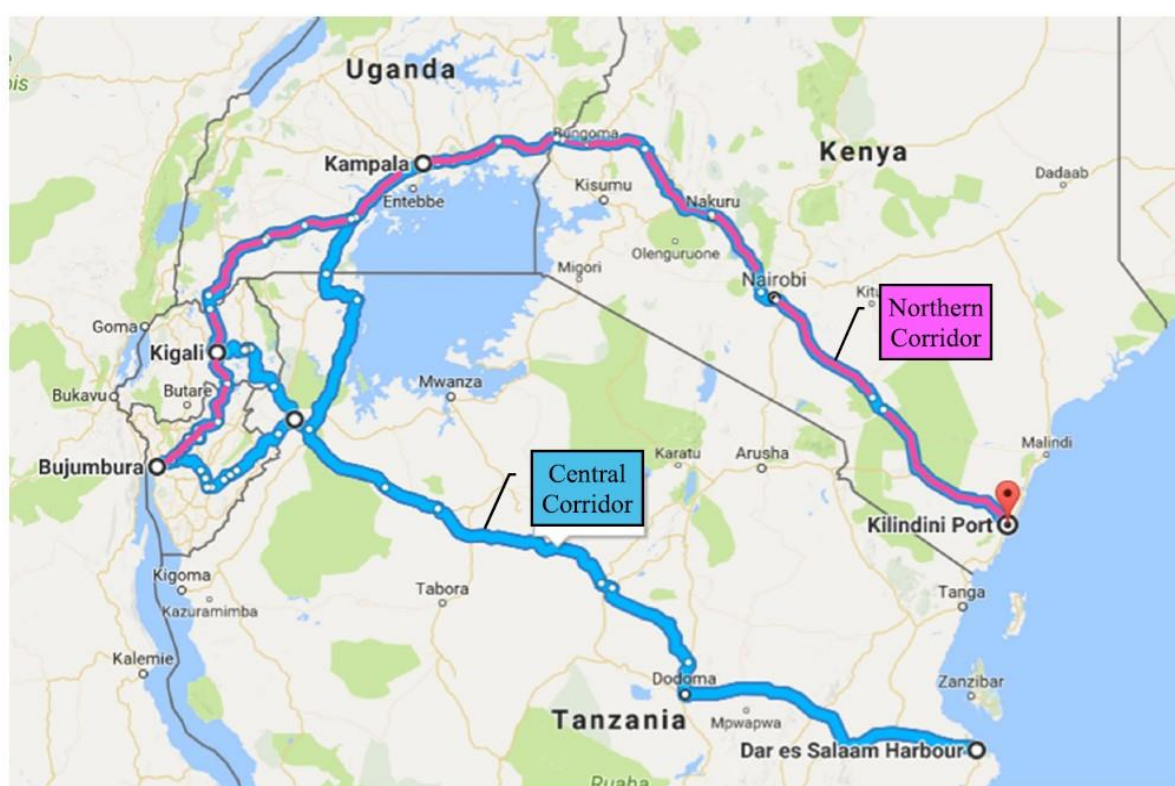 Uganda
Bungoma
Kenya
Kampala
Dadaab
Entebbe
Kisumu
Nakuru
Olenguruone
Migori
Nairobi
Northern
Corridor
Goma
Kigali
Mwanza
Bukavu
Butare
Malindi
Karatu
Arusha
Bujumbura
Central
Corridor
Kilindini Port
Kigoma
Tabora
Tanga
Kazuramimba
Kalemie
Dodoma
Zanzibar
Tanzania
Mpwapwa
Dar es Salaam Harbour